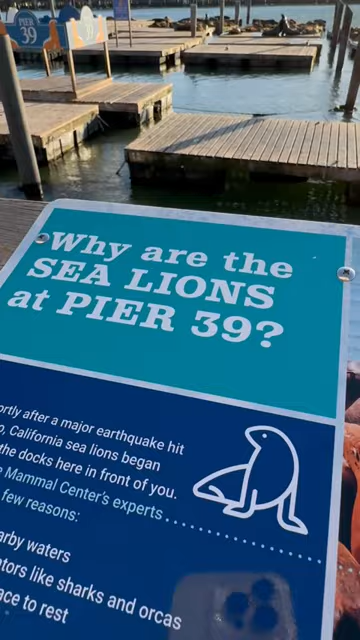 PIER
39
Why are the
SEA LIONS
at PIER 39?
ortly after a major earthquake hit
o, California sea lions began
the docks here in front of you.
e Mammal Center's experts
few reasons:
arby waters
ators like sharks and orcas
ace to rest